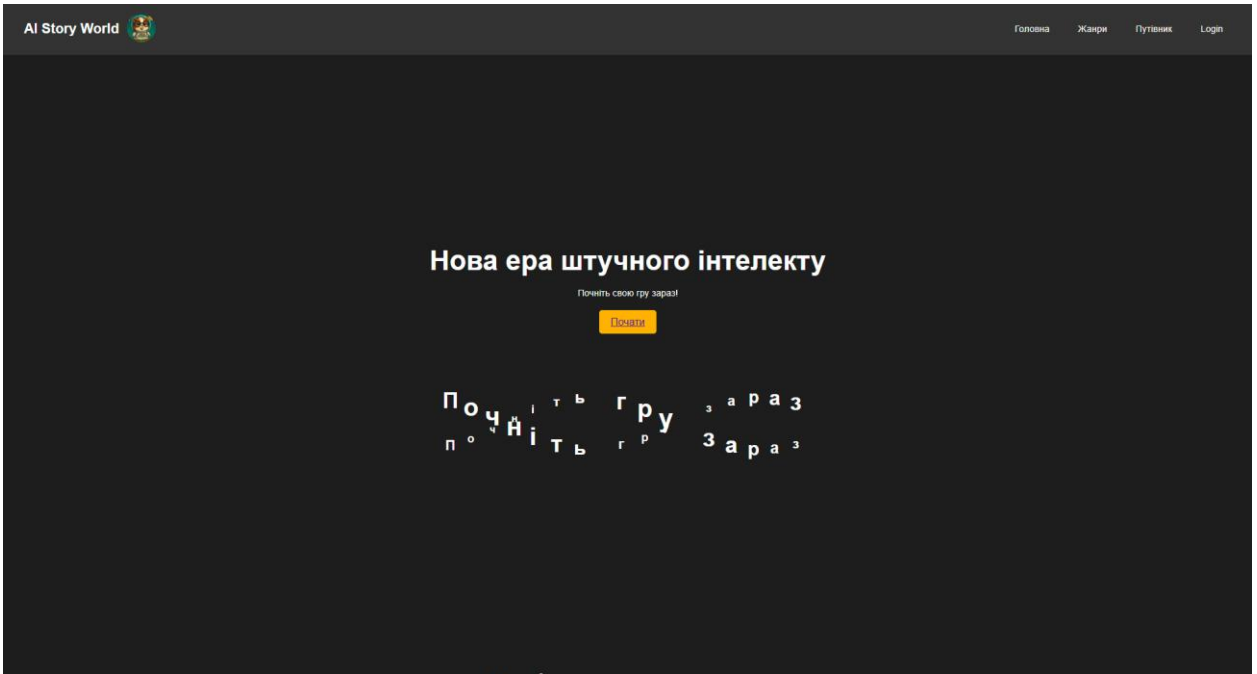 AI Story World
Головна Жанри Путівник Login
Нова ера штучного інтелекту
Почніть свою гру зараз!
Почати
Почніть гру зараз
Почніть гру зараз